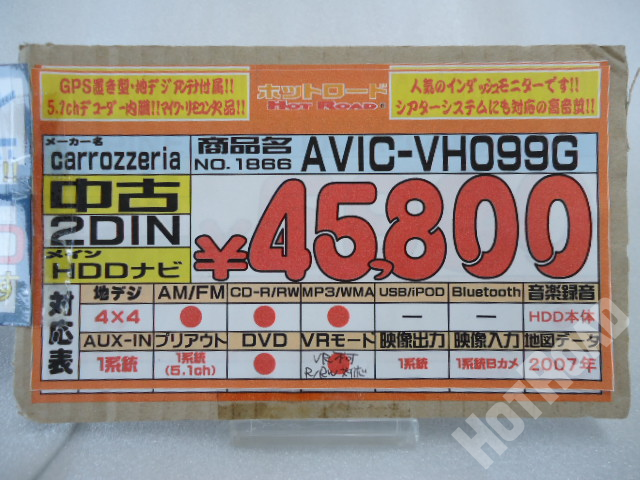 GPS置き型・地デジアンテナ付属!!
5.1chデコーダー内臓!!マイク・リモコン欠品!!
ホットロード
HOT ROAD
人気のインダッシュモニターです!!
シアターシステムにも対応の高音質!!
メーカー名
carrozzeria
商品名
NO.1866
AVIC-VH099G
中古
2DIN
メイン
HDDナビ
¥45,800
対応表
地デジ AM/FM CD-R/RW MP3/WMA USB/iPOD Bluetooth 音楽録音
4×4 ● ● ● ー ー HDD本体
AUX-IN プリアウト DVD VRモード 映像出力 映像入力 地図データ
1系統 1系統(5.1ch) ● 1系統 1系統Bカメ 2007年
HOTROAD